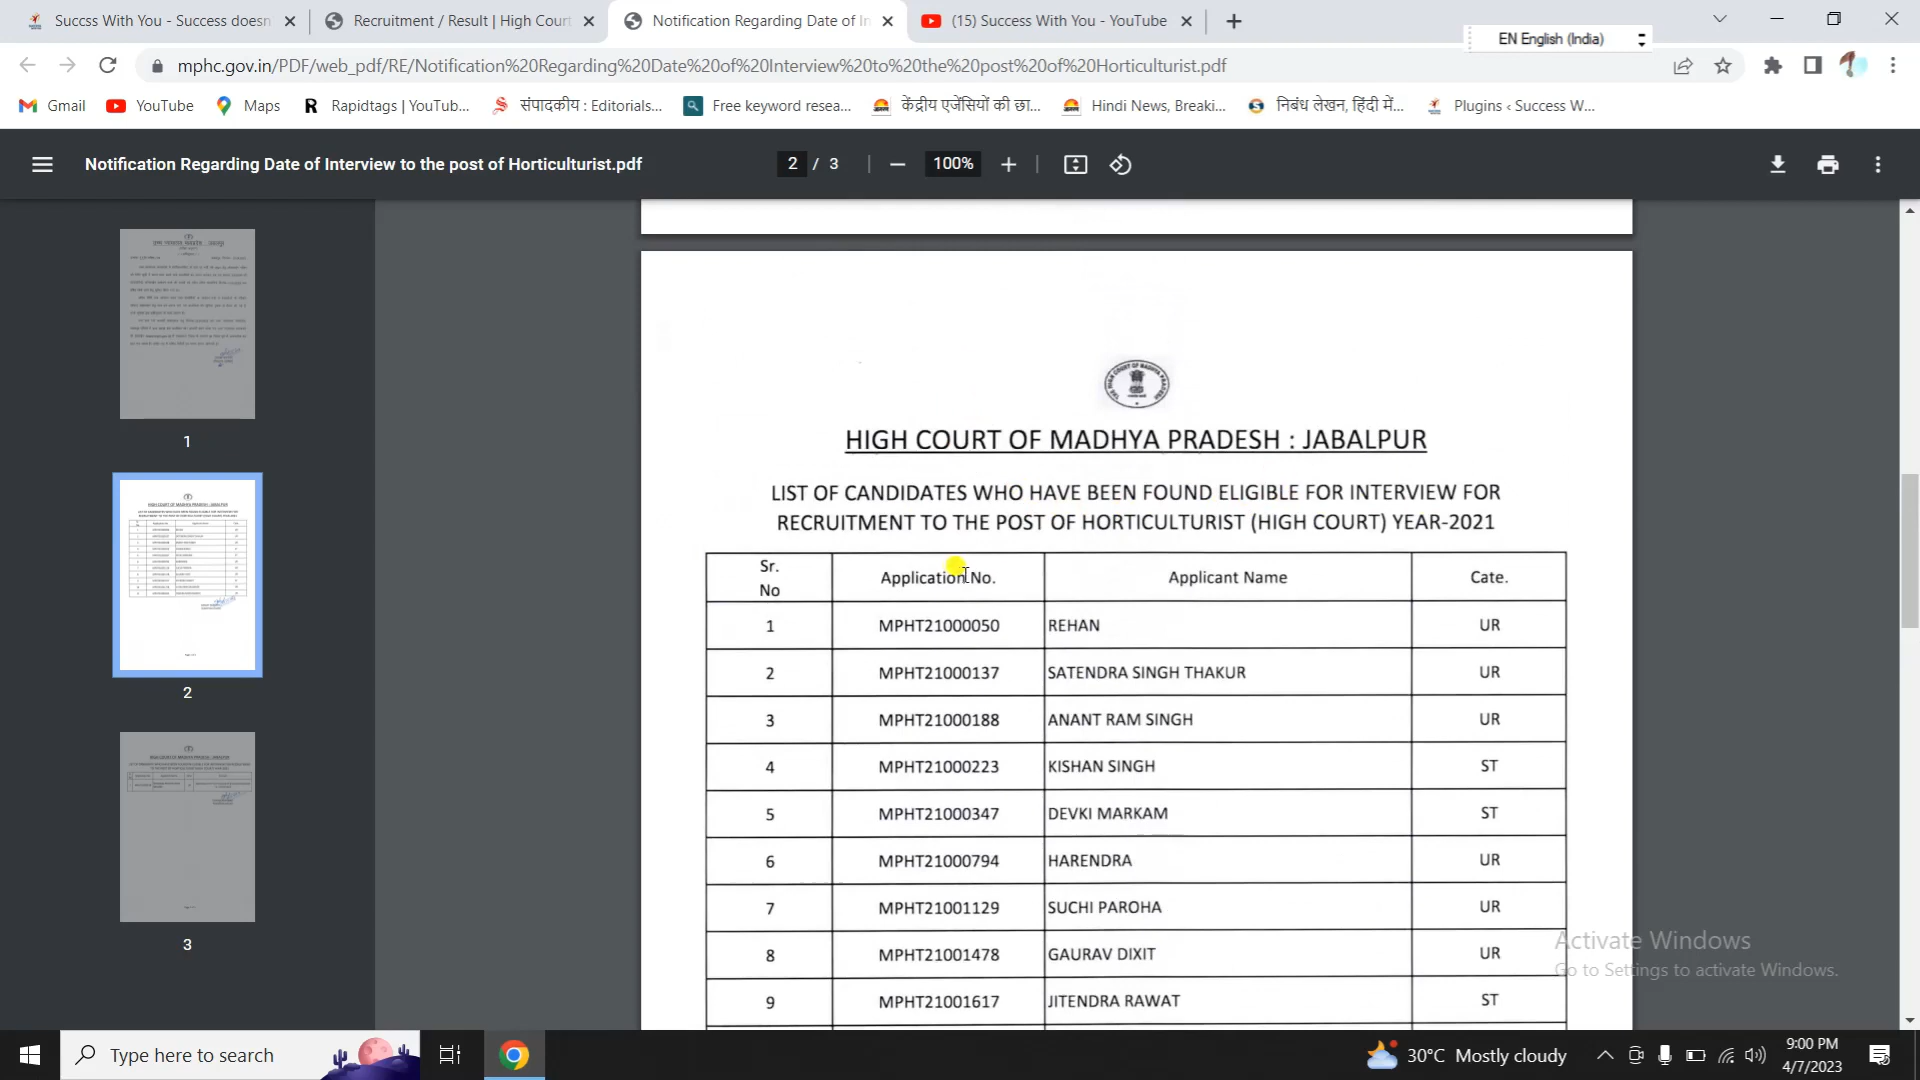 Succss With You - Success doesn
Recruitment / Result | High Court
Notification Regarding Date of In
(15) Success With You - YouTube
EN English (India)
mphc.gov.in/PDF/web_pdf/RE/Notification%20Regarding%20Date%20of%20Interview%20to%20the%20post%20of%20Horticulturist.pdf
Gmail
YouTube
Maps
Rapidtags | YouTub...
संपादकीय : Editorials...
Free keyword resea...
केंद्रीय एजेंसियों की छा...
Hindi News, Breaki...
निबंध लेखन, हिंदी में...
Plugins ‹ Success W...
Notification Regarding Date of Interview to the post of Horticulturist.pdf
2 / 3
100%
1
2
3
HIGH COURT OF MADHYA PRADESH : JABALPUR
LIST OF CANDIDATES WHO HAVE BEEN FOUND ELIGIBLE FOR INTERVIEW FOR
RECRUITMENT TO THE POST OF HORTICULTURIST (HIGH COURT) YEAR-2021
Sr. No Application No. Applicant Name Cate.
1 MPHT21000050 REHAN UR
2 MPHT21000137 SATENDRA SINGH THAKUR UR
3 MPHT21000188 ANANT RAM SINGH UR
4 MPHT21000223 KISHAN SINGH ST
5 MPHT21000347 DEVKI MARKAM ST
6 MPHT21000794 HARENDRA UR
7 MPHT21001129 SUCHI PAROHA UR
8 MPHT21001478 GAURAV DIXIT UR
9 MPHT21001617 JITENDRA RAWAT ST
Activate Windows
Go to Settings to activate Windows.
Type here to search
30°C Mostly cloudy
9:00 PM
4/7/2023